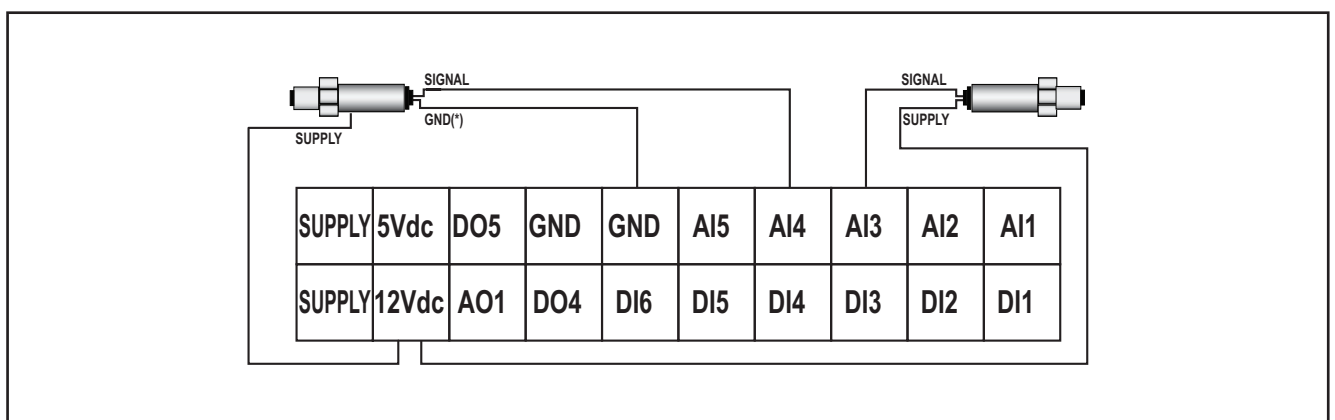 SIGNAL
GND(*)
SUPPLY
SIGNAL
SUPPLY
SUPPLY 5Vdc DO5 GND GND AI5 AI4 AI3 AI2 AI1
SUPPLY 12Vdc AO1 DO4 DI6 DI5 DI4 DI3 DI2 DI1